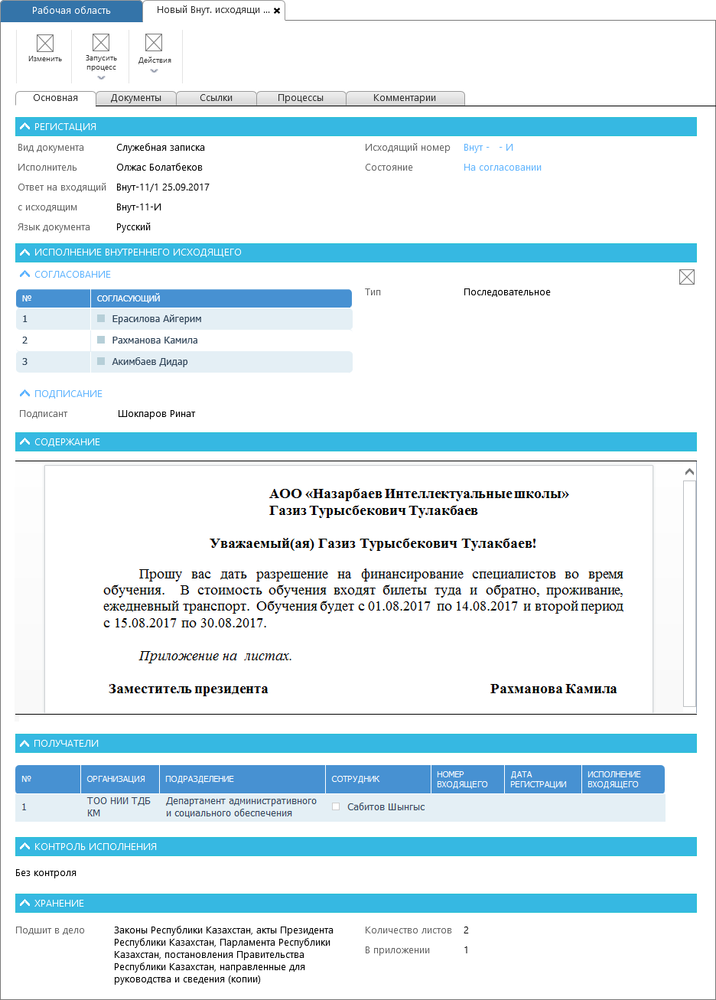 Рабочая область
Новый Внут. исходящи ...
Изменить
Запусить процесс
Действия
Основная
Документы
Ссылки
Процессы
Комментарии
РЕГИСТАЦИЯ
Вид документа Служебная записка
Исходящий номер Внут - - И
Исполнитель Олжас Болатбеков
Состояние На согласовании
Ответ на входящий Внут-11/1 25.09.2017
с исходящим Внут-11-И
Язык документа Русский
ИСПОЛНЕНИЕ ВНУТРЕННЕГО ИСХОДЯЩЕГО
СОГЛАСОВАНИЕ
№ СОГЛАСУЮЩИЙ
Тип Последовательное
1 Ерасилова Айгерим
2 Рахманова Камила
3 Акимбаев Дидар
ПОДПИСАНИЕ
Подписант Шокпаров Ринат
СОДЕРЖАНИЕ
АОО «Назарбаев Интеллектуальные школы»
Газиз Турысбекович Тулакбаев
Уважаемый(ая) Газиз Турысбекович Тулакбаев!
Прошу вас дать разрешение на финансирование специалистов во время
обучения. В стоимость обучения входят билеты туда и обратно, проживание,
ежедневный транспорт. Обучения будет с 01.08.2017 по 14.08.2017 и второй период
с 15.08.2017 по 30.08.2017.
Приложение на листах.
Заместитель президента Рахманова Камила
ПОЛУЧАТЕЛИ
№ ОРГАНИЗАЦИЯ ПОДРАЗДЕЛЕНИЕ СОТРУДНИК НОМЕР ВХОДЯЩЕГО ДАТА РЕГИСТРАЦИИ ИСПОЛНЕНИЕ ВХОДЯЩЕГО
1 ТОО НИИ ТДБ КМ Департамент административного и социального обеспечения Сабитов Шынгыс
КОНТРОЛЬ ИСПОЛНЕНИЯ
Без контроля
ХРАНЕНИЕ
Подшит в дело
Законы Республики Казахстан, акты Президента
Республики Казахстан, Парламента Республики
Казахстан, постановления Правительства
Республики Казахстан, направленные для
руководства и сведения (копии)
Количество листов 2
В приложении 1